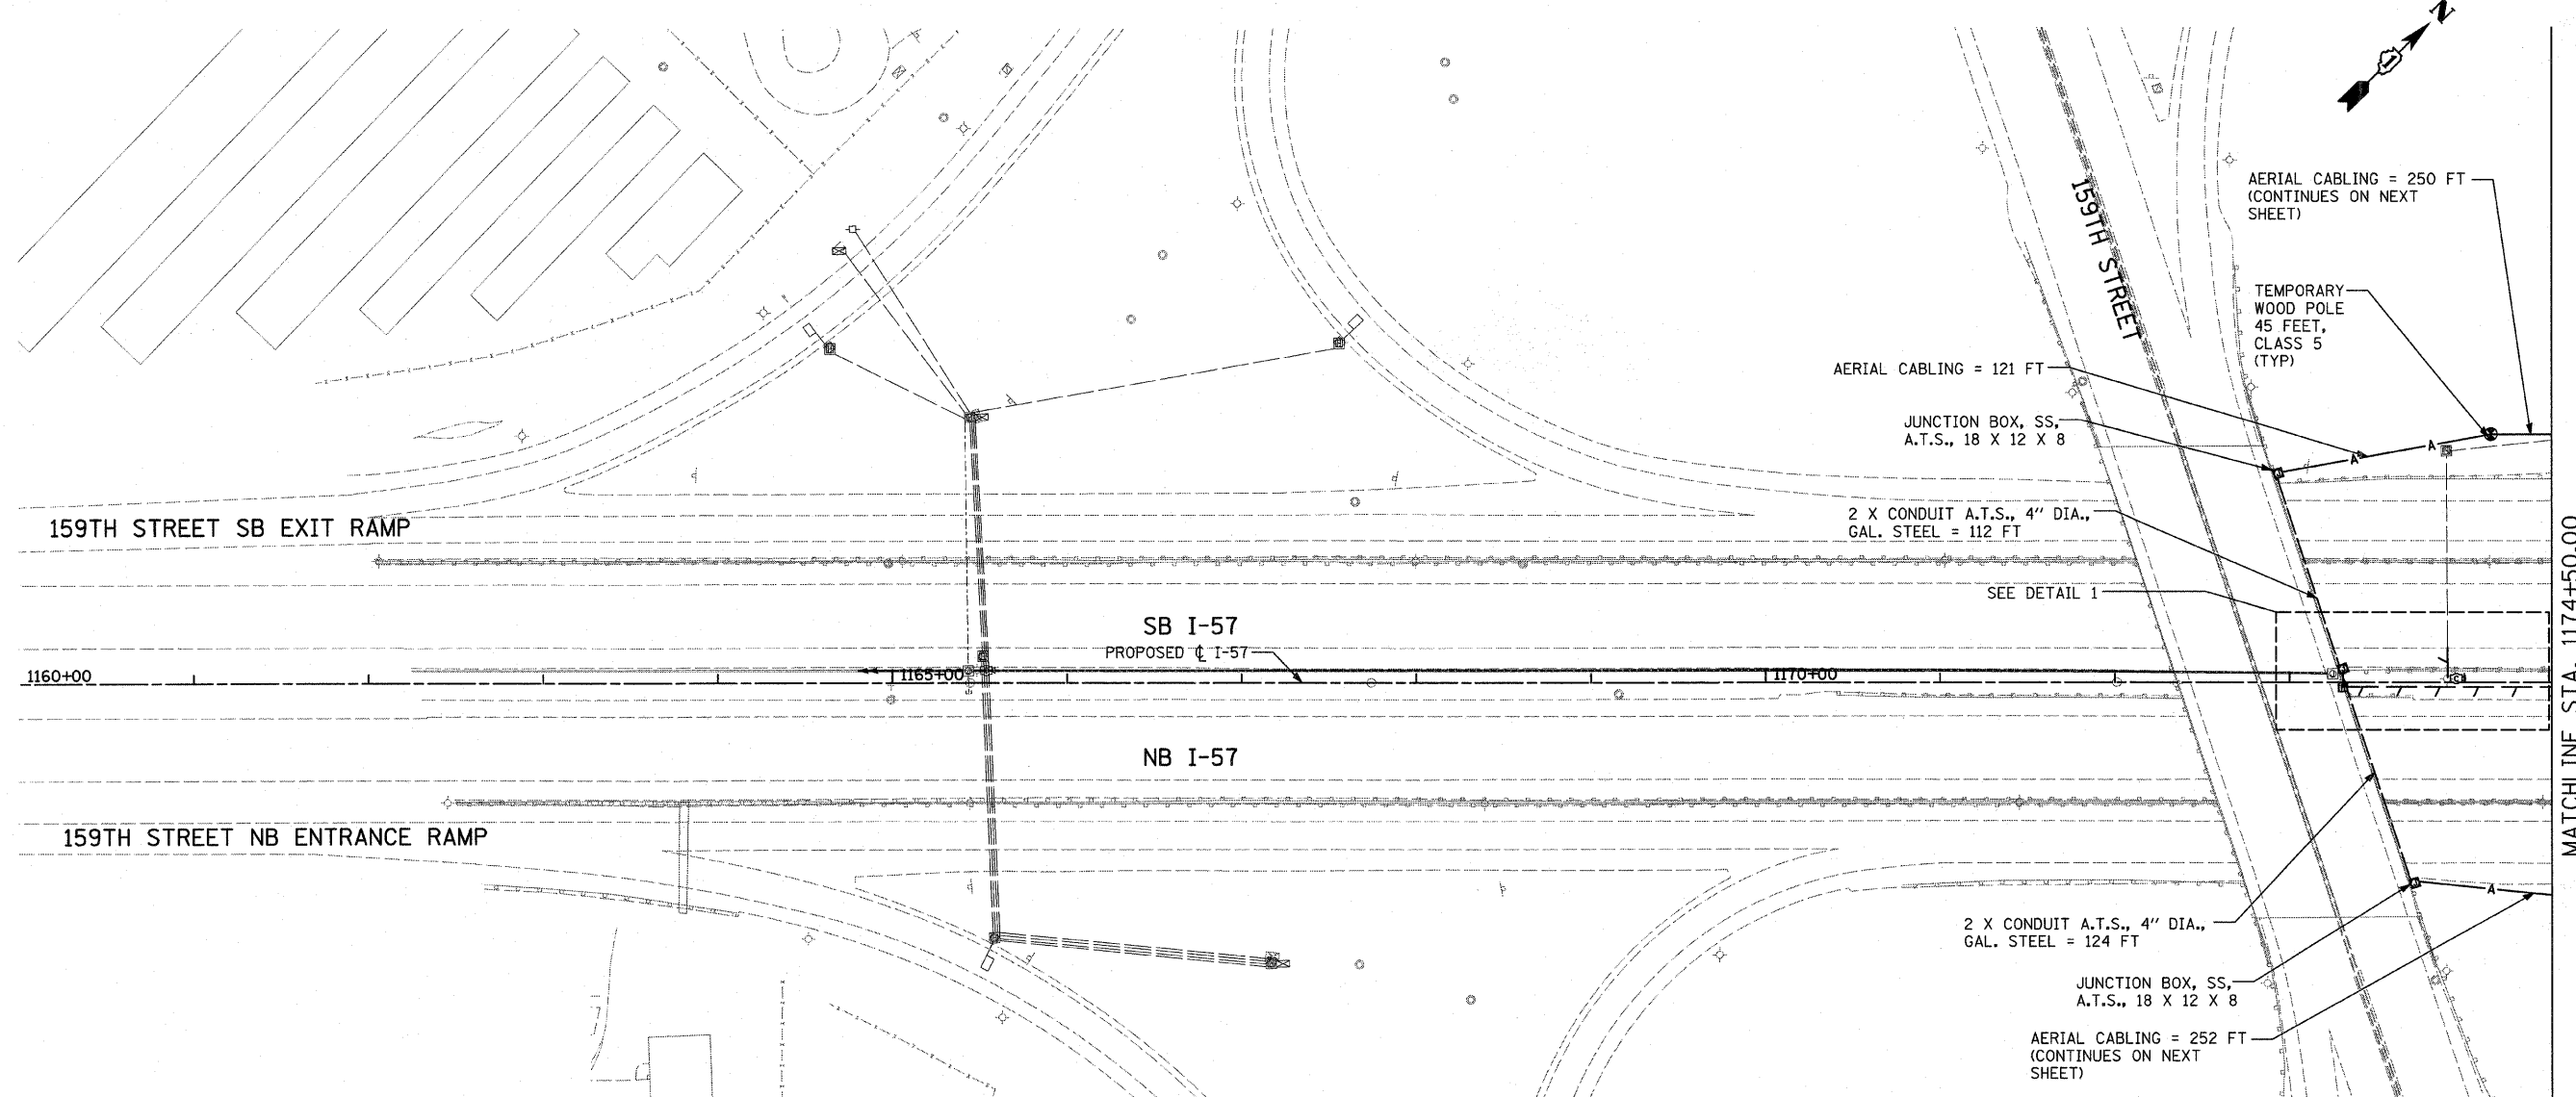 N
1
AERIAL CABLING = 250 FT
(CONTINUES ON NEXT
SHEET)
159TH STREET
TEMPORARY
WOOD POLE
45 FEET,
CLASS 5
(TYP)
AERIAL CABLING = 121 FT
JUNCTION BOX, SS,
A.T.S., 18 X 12 X 8
A
A
159TH STREET SB EXIT RAMP
2 X CONDUIT A.T.S., 4" DIA.,
GAL. STEEL = 112 FT
SEE DETAIL 1
SB I-57
PROPOSED ℄ I-57
1160+00
1165+00
1170+00
MATCHLINE STA. 1174+50.00
NB I-57
159TH STREET NB ENTRANCE RAMP
A
2 X CONDUIT A.T.S., 4" DIA.,
GAL. STEEL = 124 FT
JUNCTION BOX, SS,
A.T.S., 18 X 12 X 8
AERIAL CABLING = 252 FT
(CONTINUES ON NEXT
SHEET)